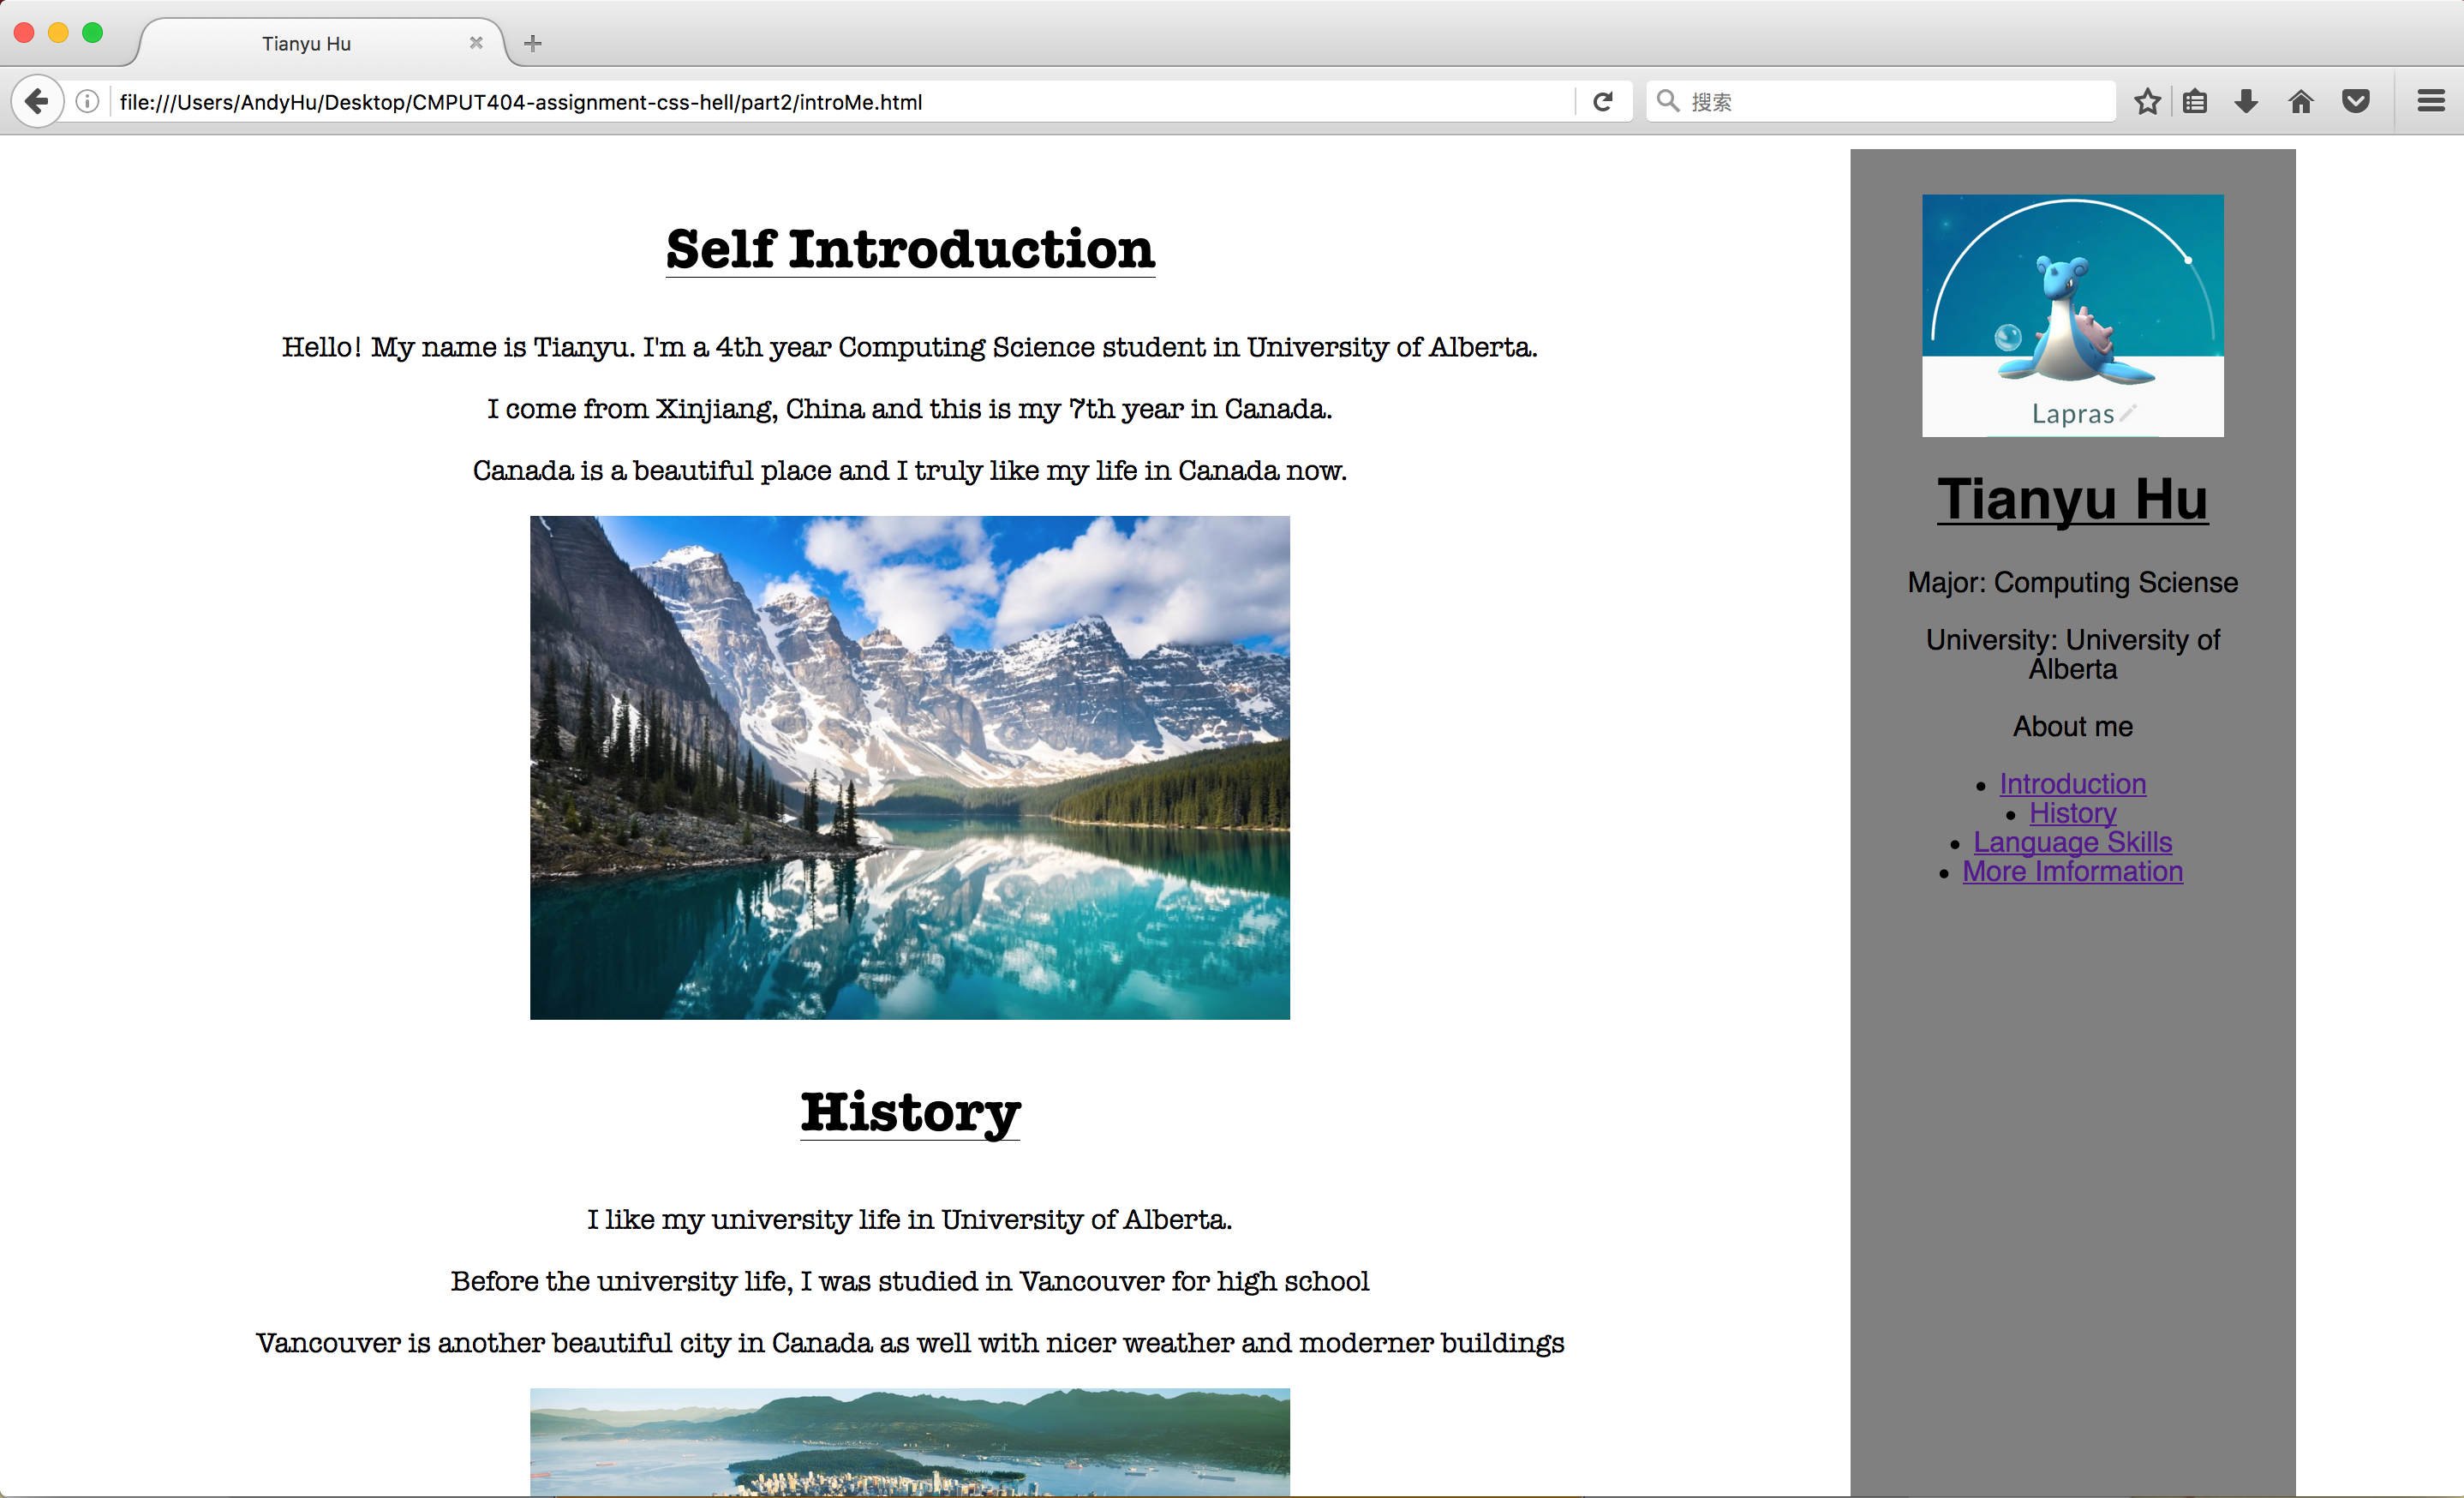 Tianyu Hu
file:///Users/AndyHu/Desktop/CMPUT404-assignment-css-hell/part2/introMe.html
搜索
Self Introduction
Hello! My name is Tianyu. I'm a 4th year Computing Science student in University of Alberta.
I come from Xinjiang, China and this is my 7th year in Canada.
Canada is a beautiful place and I truly like my life in Canada now.
History
I like my university life in University of Alberta.
Before the university life, I was studied in Vancouver for high school
Vancouver is another beautiful city in Canada as well with nicer weather and moderner buildings
Lapras
Tianyu Hu
Major: Computing Sciense
University: University of
Alberta
About me
Introduction
History
Language Skills
More Imformation